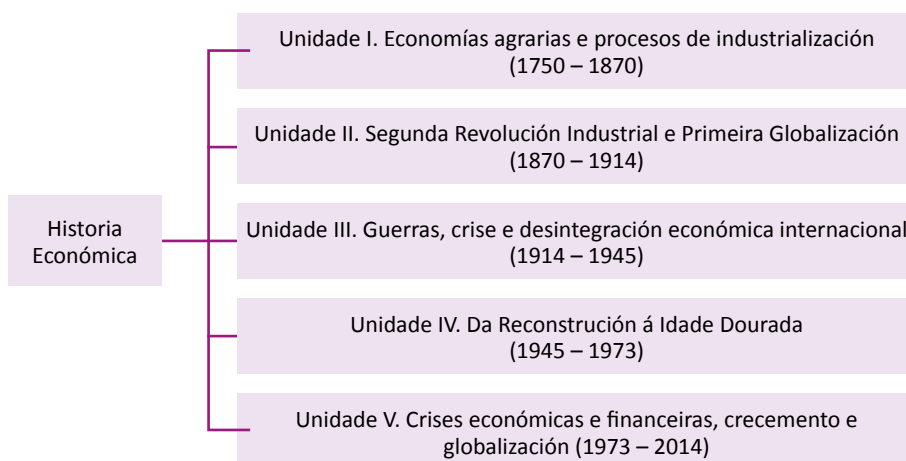 Unidade I. Economías agrarias e procesos de industrialización
(1750 – 1870)
Unidade II. Segunda Revolución Industrial e Primeira Globalización
(1870 – 1914)
Historia
Económica
Unidade III. Guerras, crise e desintegración económica internacional
(1914 – 1945)
Unidade IV. Da Reconstrución á Idade Dourada
(1945 – 1973)
Unidade V. Crises económicas e financeiras, crecemento e
globalización (1973 – 2014)